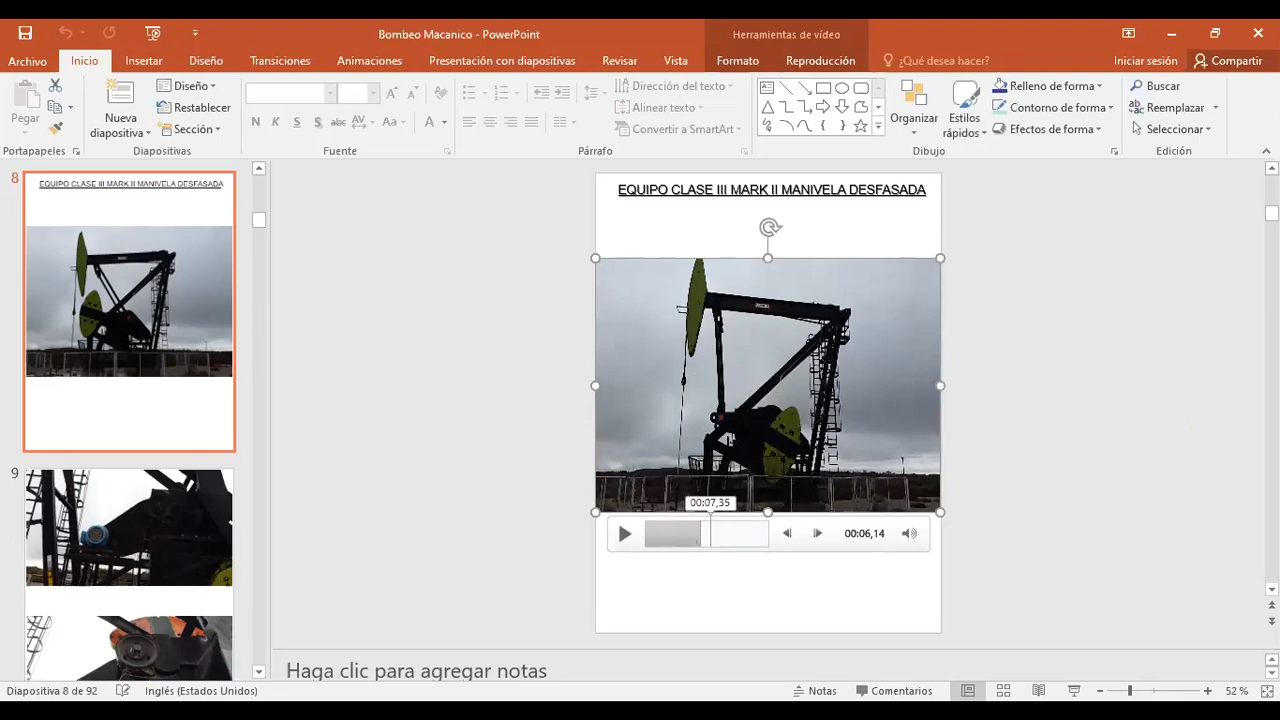 Bombeo Macanico - PowerPoint
Herramientas de vídeo
Archivo Inicio Insertar Diseño Transiciones Animaciones Presentación con diapositivas Revisar Vista Formato Reproducción ¿Qué desea hacer? Iniciar sesión Compartir
Pegar
Nueva diapositiva
Diseño
Restablecer
Sección
N K S S abc AV Aa A
Dirección del texto
Alinear texto
Convertir a SmartArt
Organizar
Estilos rápidos
Relleno de forma
Contorno de forma
Efectos de forma
Buscar
Reemplazar
Seleccionar
Portapapeles Diapositivas Fuente Párrafo Dibujo Edición
8
EQUIPO CLASE III MARK II MANIVELA DESFASADA
9
EQUIPO CLASE III MARK II MANIVELA DESFASADA
00:07,35
00:06,14
Haga clic para agregar notas
Diapositiva 8 de 92 Inglés (Estados Unidos) Notas Comentarios 52 %